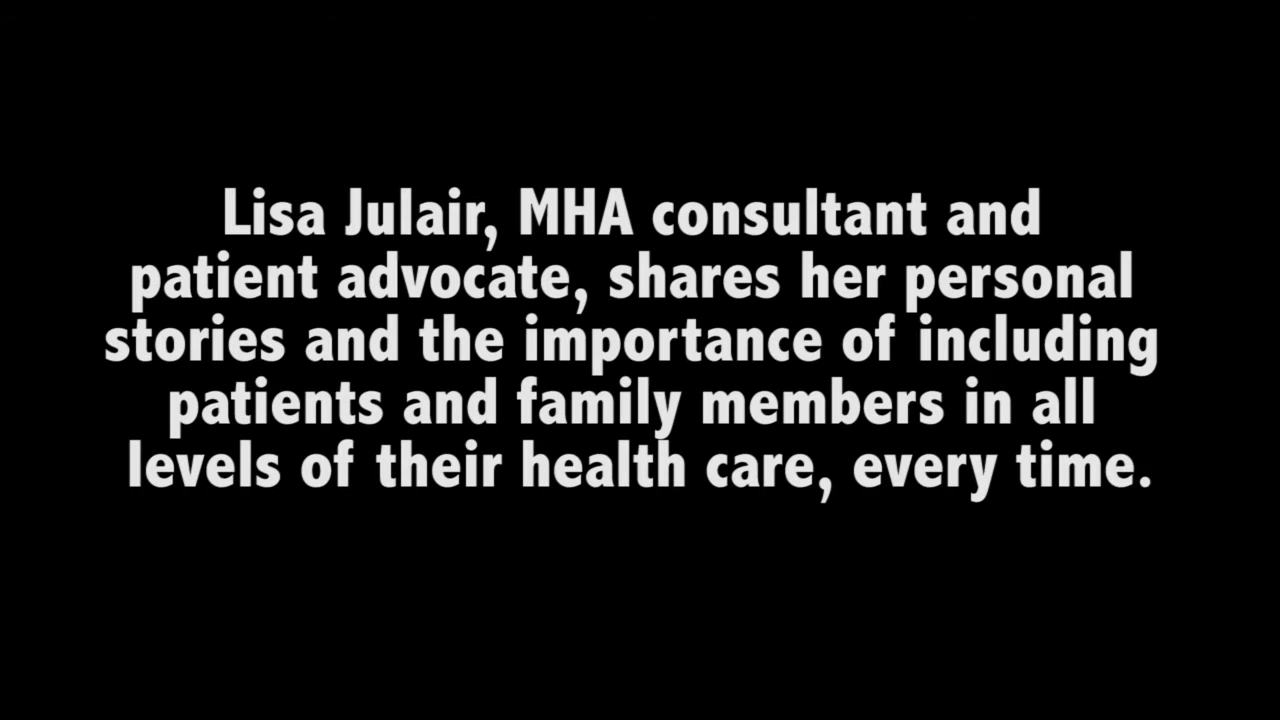 Lisa Julair, MHA consultant and
patient advocate, shares her personal
stories and the importance of including
patients and family members in all
levels of their health care, every time.